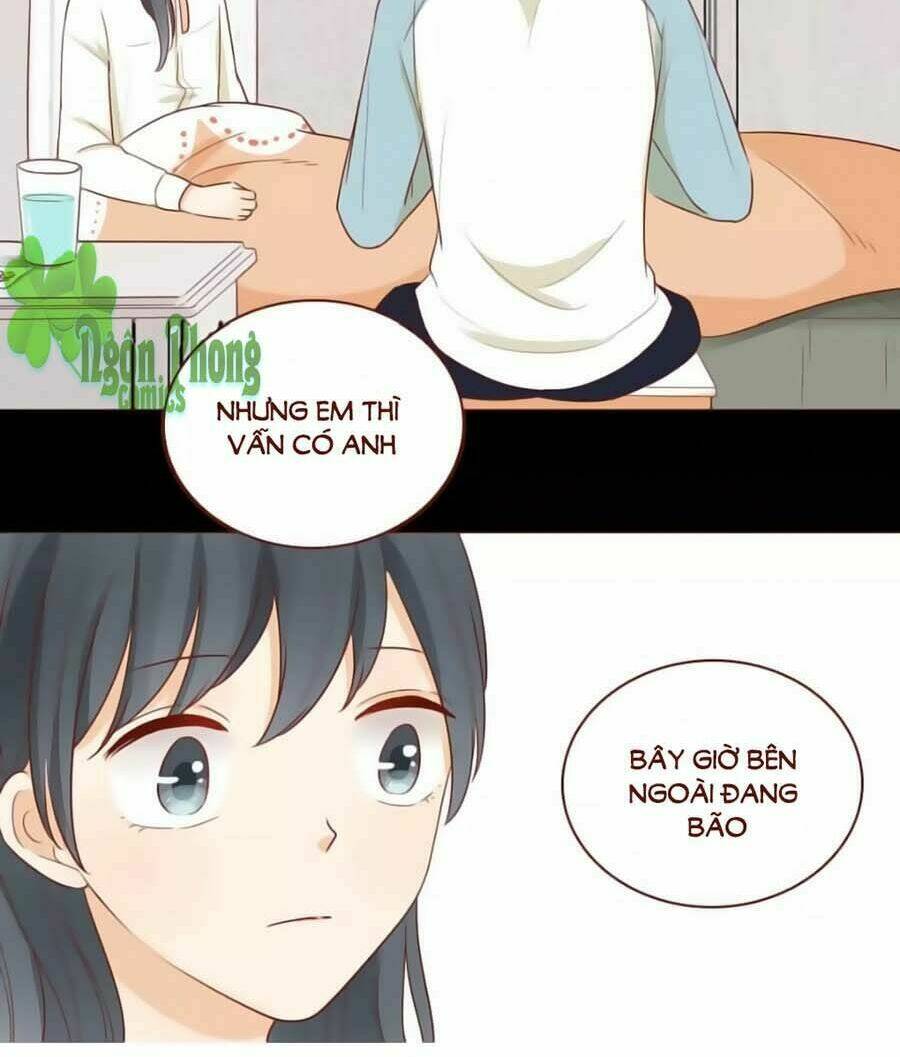 Ngôn Phong
comics
NHƯNG EM THÌ
VẪN CÓ ANH
BÂY GIỜ BÊN
NGOÀI ĐANG
BÃO